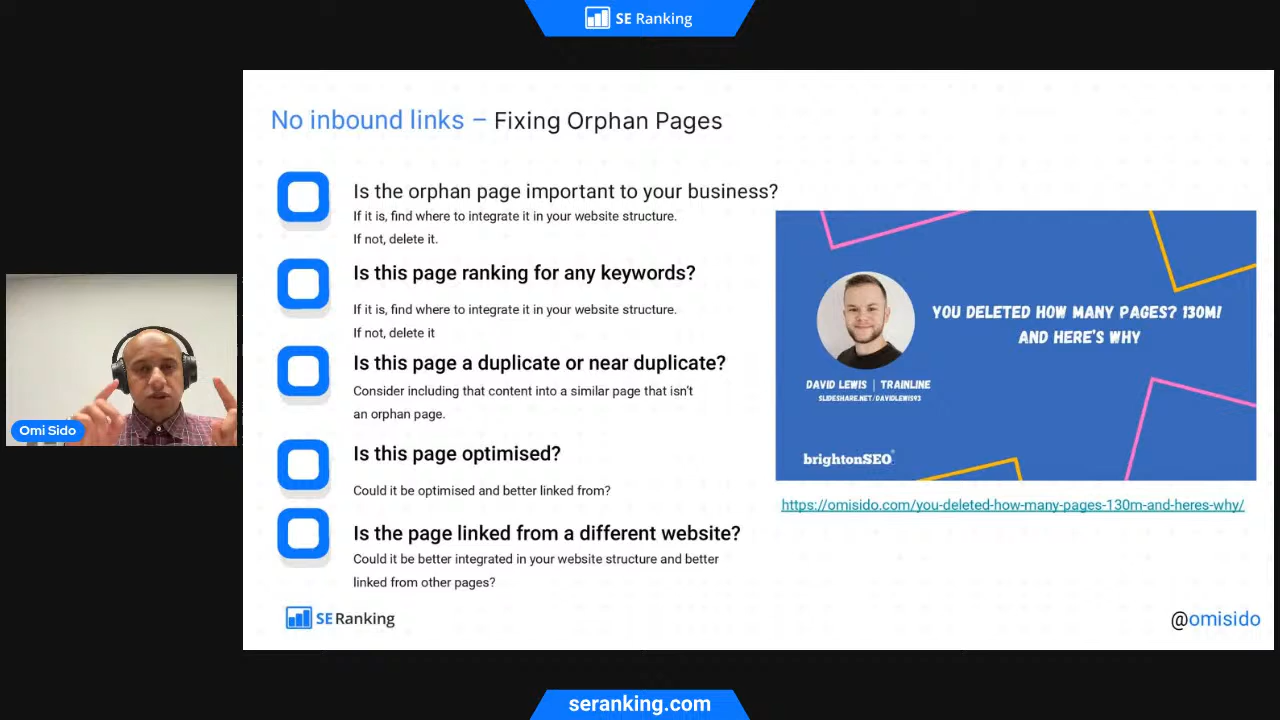 SE Ranking
No inbound links – Fixing Orphan Pages
Is the orphan page important to your business?
If it is, find where to integrate it in your website structure.
If not, delete it.
Is this page ranking for any keywords?
If it is, find where to integrate it in your website structure.
If not, delete it
Is this page a duplicate or near duplicate?
Consider including that content into a similar page that isn't
an orphan page.
Is this page optimised?
Could it be optimised and better linked from?
Is the page linked from a different website?
Could it be better integrated in your website structure and better
linked from other pages?
YOU DELETED HOW MANY PAGES? 130M!
AND HERE'S WHY
DAVID LEWIS | TRAINLINE
SLIDESHARE.NET/DAVIDLEWIS93
brightonSEO
https://omisido.com/you-deleted-how-many-pages-130m-and-heres-why/
Omi Sido
SE Ranking
@omisido
seranking.com